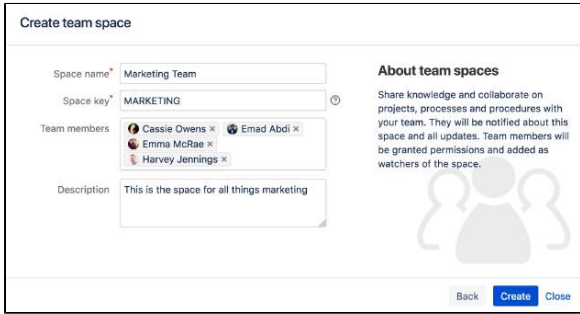 Create team space
Space name* Marketing Team
Space key* MARKETING
Team members Cassie Owens × Emad Abdi ×
Emma McRae ×
Harvey Jennings ×
Description This is the space for all things marketing
About team spaces
Share knowledge and collaborate on
projects, processes and procedures with
your team. They will be notified about this
space and all updates. Team members will
be granted permissions and added as
watchers of the space.
Back Create Close